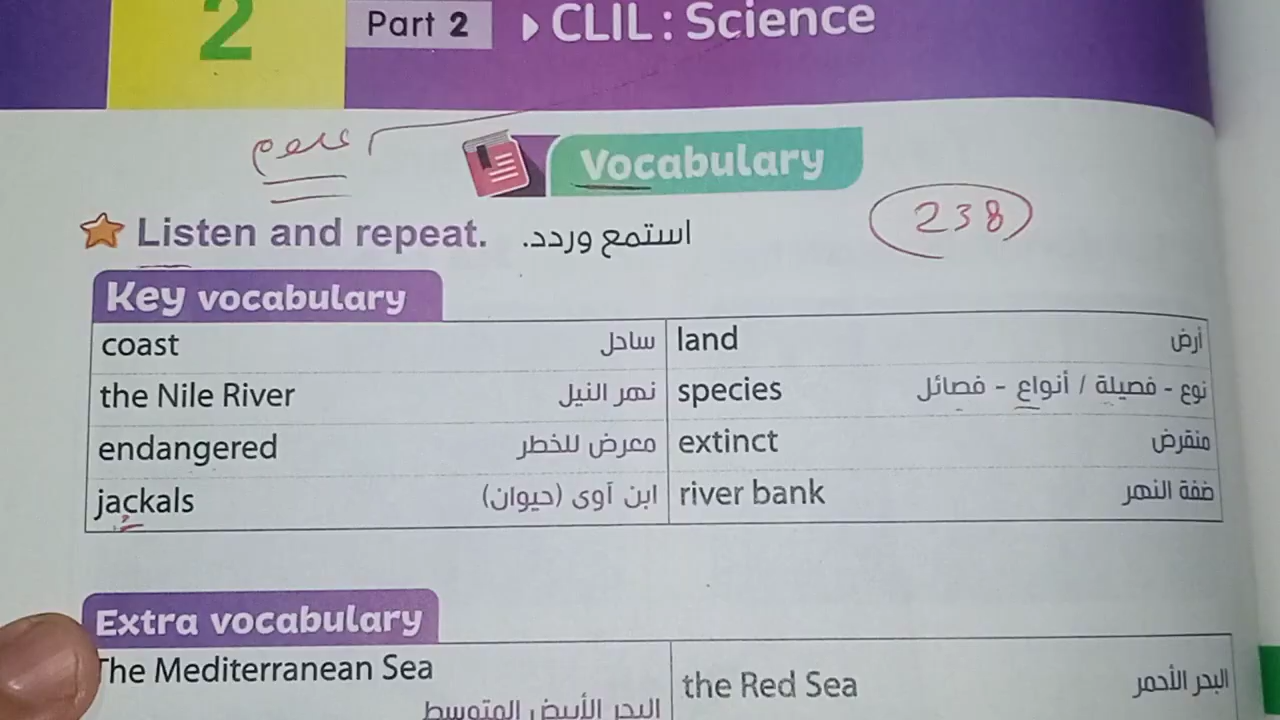 2 Part 2 CLIL : Science
علوم
Vocabulary
Listen and repeat. استمع وردد.
238
Key vocabulary
coast ساحل land أرض
the Nile River نهر النيل species نوع - فصيلة / أنواع - فصائل
endangered معرض للخطر extinct منقرض
jackals ابن آوى (حيوان) river bank ضفة النهر
Extra vocabulary
The Mediterranean Sea the Red Sea البحر الأحمر
البحر الأبيض المتوسط